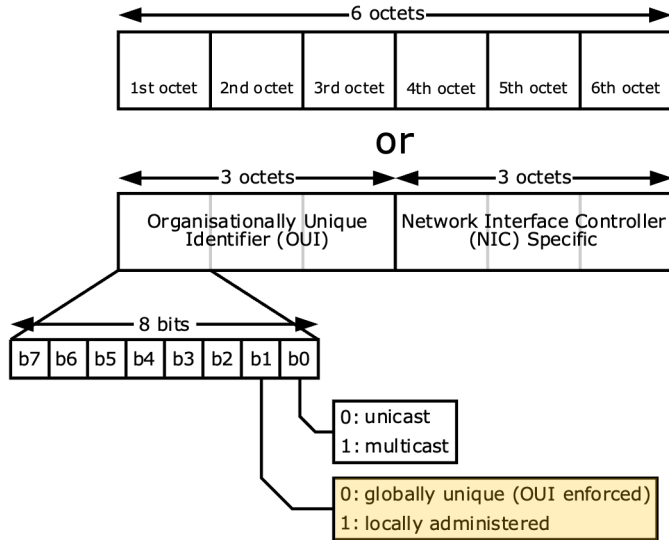 6 octets
1st octet 2nd octet 3rd octet 4th octet 5th octet 6th octet
or
3 octets 3 octets
Organisationally Unique Identifier (OUI)
Network Interface Controller (NIC) Specific
8 bits
b7 b6 b5 b4 b3 b2 b1 b0
0: unicast
1: multicast
0: globally unique (OUI enforced)
1: locally administered